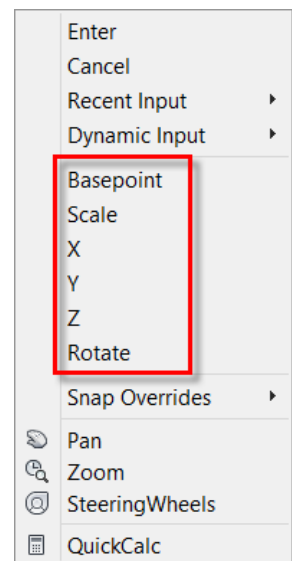 Enter
Cancel
Recent Input
Dynamic Input
Basepoint
Scale
X
Y
Z
Rotate
Snap Overrides
Pan
Zoom
SteeringWheels
QuickCalc